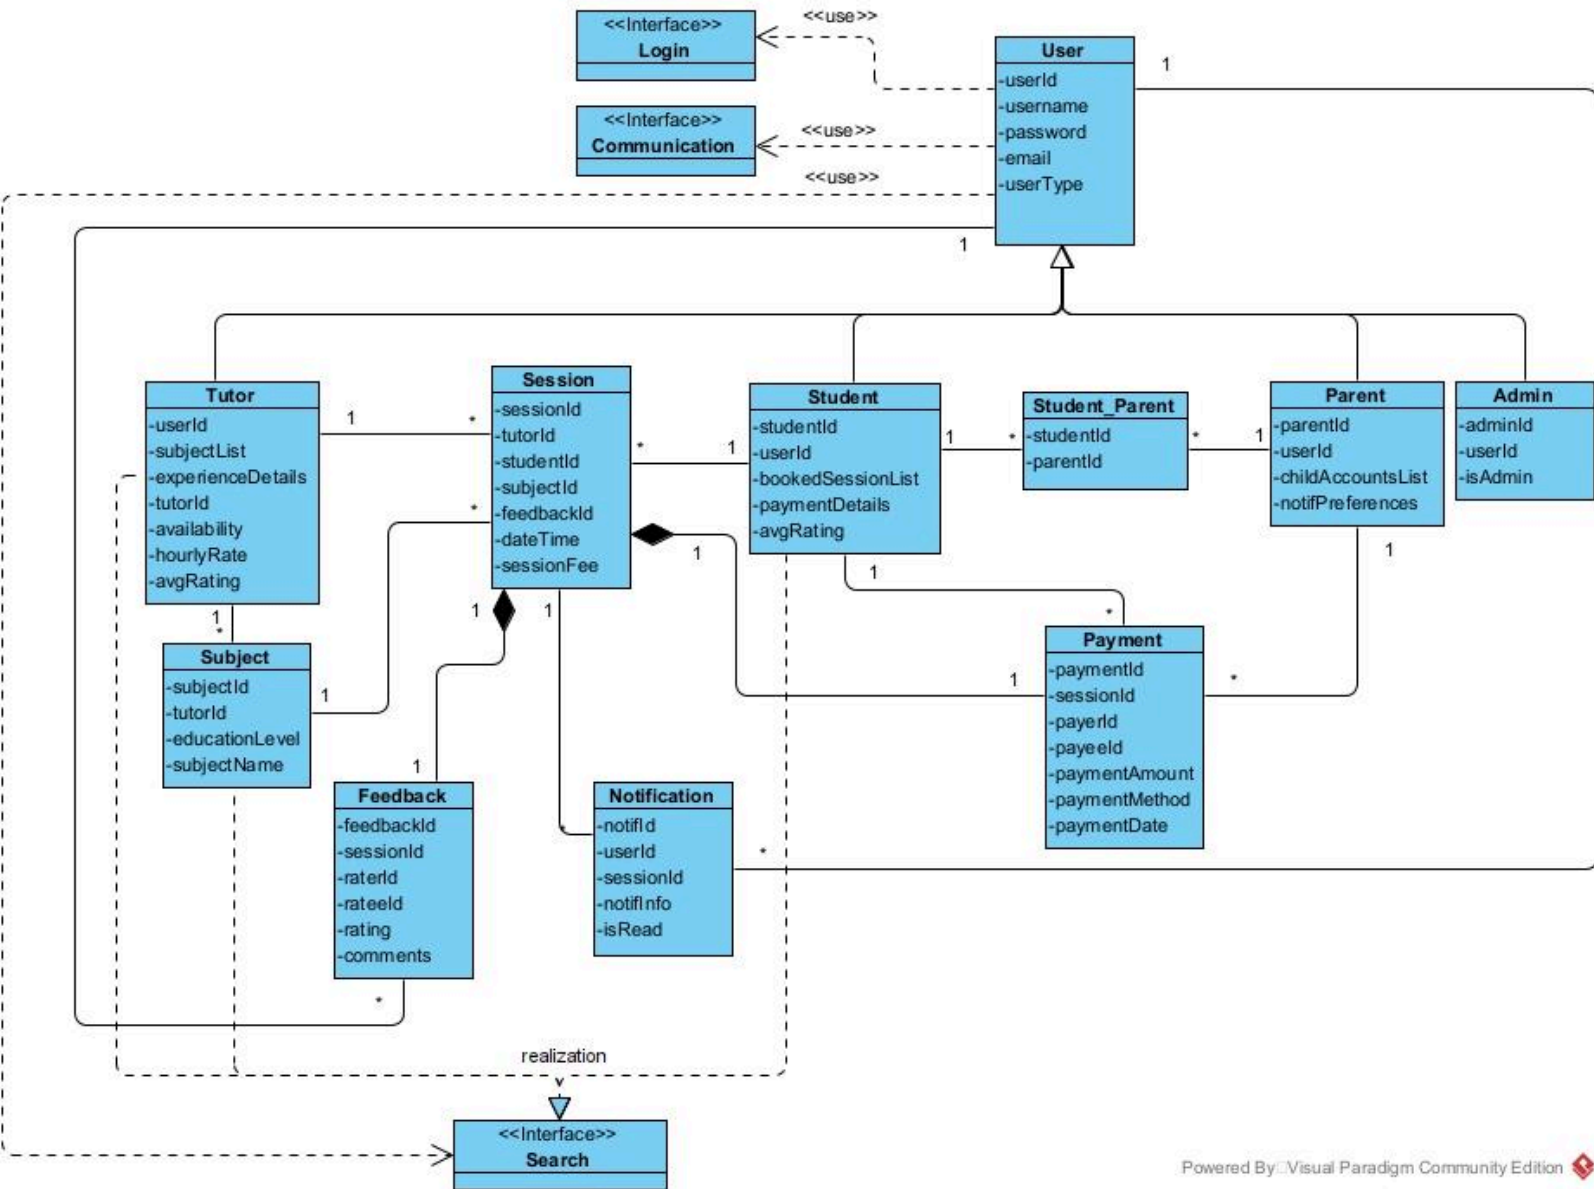 <<use>>
<<Interface>>
Login
User
1
-userId
-username
-password
-email
-userType
<<Interface>>
Communication
<<use>>
<<use>>
1
Tutor
-userId
-subjectList
-experienceDetails
-tutorId
-availability
-hourlyRate
-avgRating
1
*
Session
-sessionId
-tutorId
-studentId
-subjectId
-feedbackId
-dateTime
-sessionFee
*
1
Student
-studentId
-userId
-bookedSessionList
-paymentDetails
-avgRating
1
*
Student_Parent
-studentId
-parentId
*
1
Parent
-parentId
-userId
-childAccountsList
-notifPreferences
Admin
-adminId
-userId
-isAdmin
*
1
1
1
1
1
*
1
*
Subject
-subjectId
-tutorId
-educationLevel
-subjectName
1
Payment
-paymentId
-sessionId
-payerId
-payeeId
-paymentAmount
-paymentMethod
-paymentDate
1
*
1
Feedback
-feedbackId
-sessionId
-raterId
-rateeId
-rating
-comments
*
Notification
-notifId
-userId
-sessionId
-notifInfo
-isRead
*
*
realization
<<Interface>>
Search
Powered By Visual Paradigm Community Edition